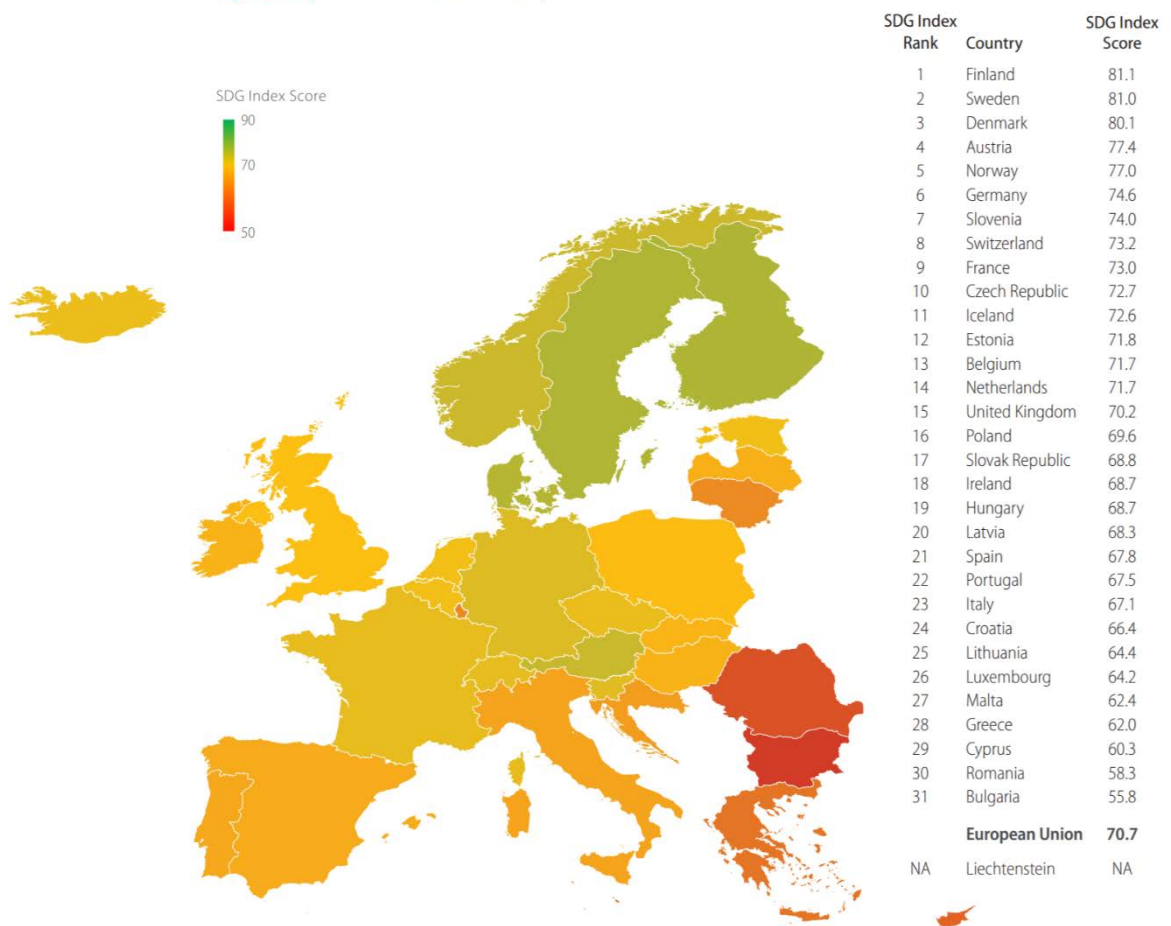 SDG Index Score
90
70
50
SDG Index Rank Country SDG Index Score
1 Finland 81.1
2 Sweden 81.0
3 Denmark 80.1
4 Austria 77.4
5 Norway 77.0
6 Germany 74.6
7 Slovenia 74.0
8 Switzerland 73.2
9 France 73.0
10 Czech Republic 72.7
11 Iceland 72.6
12 Estonia 71.8
13 Belgium 71.7
14 Netherlands 71.7
15 United Kingdom 70.2
16 Poland 69.6
17 Slovak Republic 68.8
18 Ireland 68.7
19 Hungary 68.7
20 Latvia 68.3
21 Spain 67.8
22 Portugal 67.5
23 Italy 67.1
24 Croatia 66.4
25 Lithuania 64.4
26 Luxembourg 64.2
27 Malta 62.4
28 Greece 62.0
29 Cyprus 60.3
30 Romania 58.3
31 Bulgaria 55.8
European Union 70.7
NA Liechtenstein NA